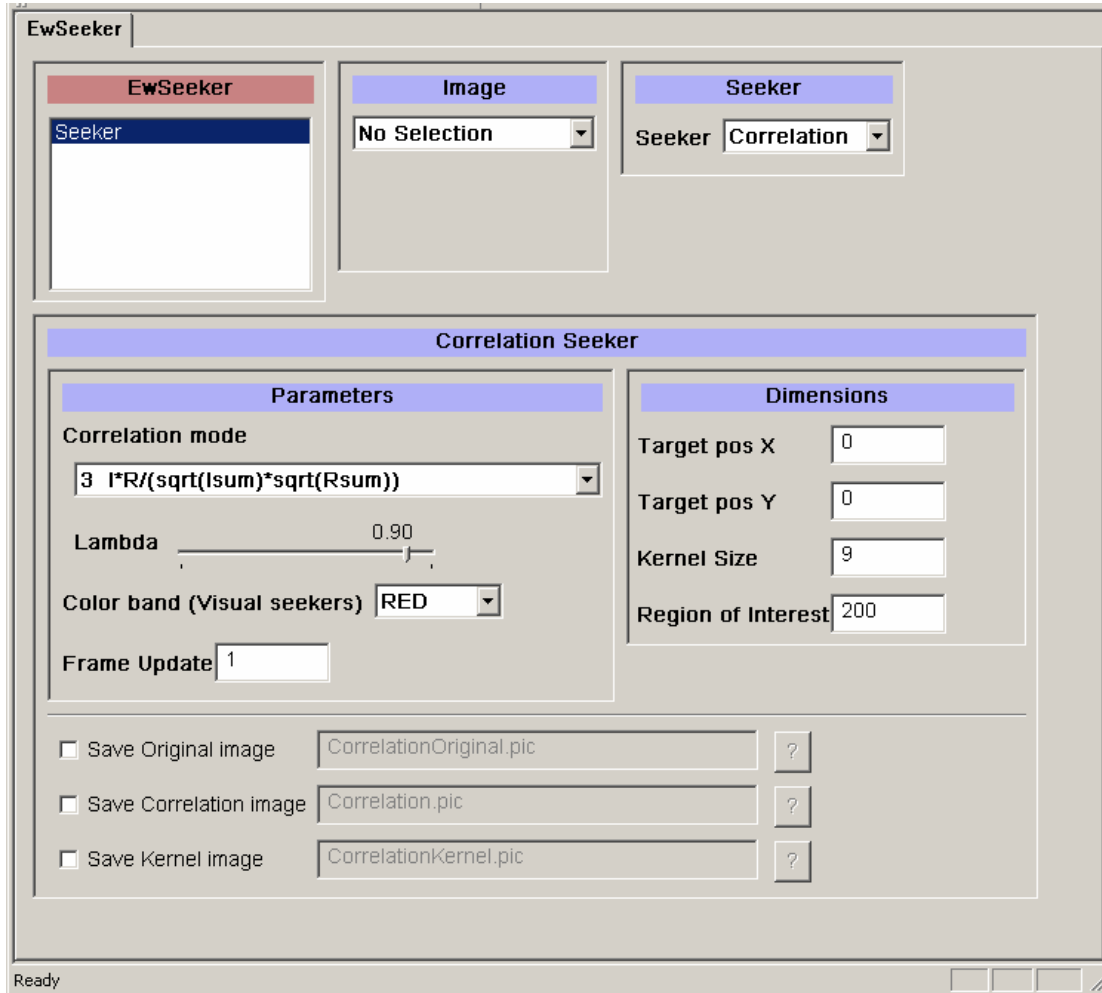 EwSeeker
EwSeeker
Seeker
Image
No Selection
Seeker
Seeker Correlation
Correlation Seeker
Parameters
Correlation mode
3 I*R/(sqrt(Isum)*sqrt(Rsum))
Lambda 0.90
Color band (Visual seekers) RED
Frame Update 1
Dimensions
Target pos X 0
Target pos Y 0
Kernel Size 9
Region of Interest 200
Save Original image CorrelationOriginal.pic ?
Save Correlation image Correlation.pic ?
Save Kernel image CorrelationKernel.pic ?
Ready